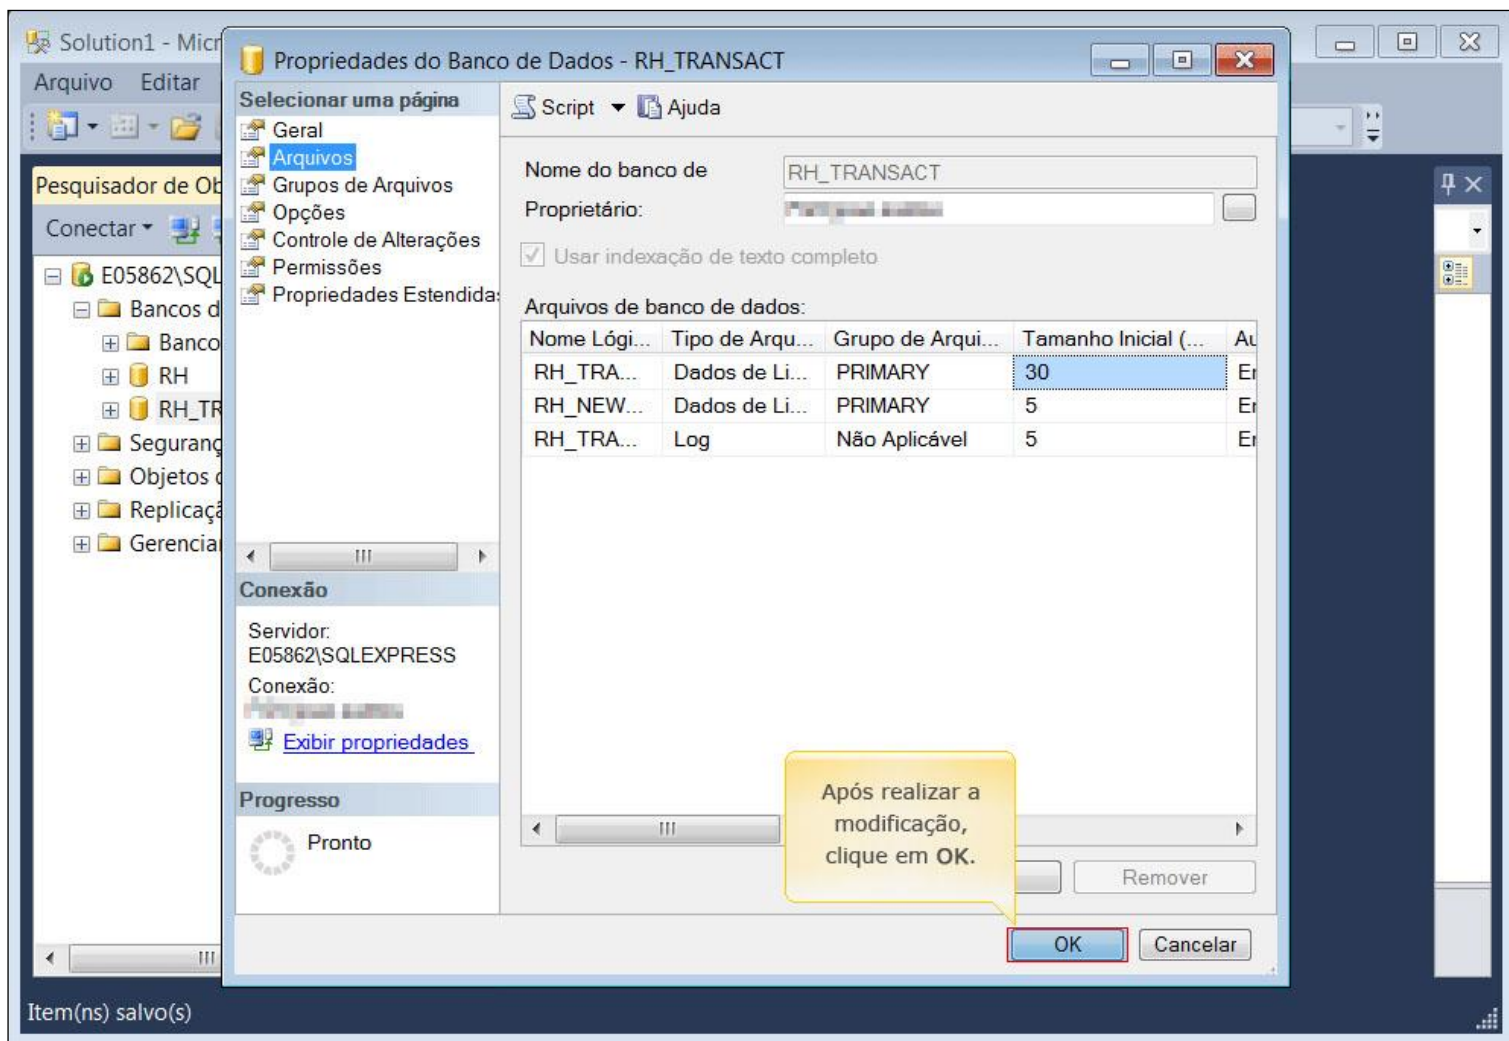 Solution1 - Micr
Arquivo Editar
Pesquisador de Ob
Conectar
E05862\SQL
Bancos d
Banco
RH
RH_TR
Seguranç
Objetos
Replicaçã
Gerencia
Item(ns) salvo(s)
Propriedades do Banco de Dados - RH_TRANSACT
Selecionar uma página
Geral
Arquivos
Grupos de Arquivos
Opções
Controle de Alterações
Permissões
Propriedades Estendida
Conexão
Servidor:
E05862\SQLEXPRESS
Conexão:
Exibir propriedades
Progresso
Pronto
Script Ajuda
Nome do banco de RH_TRANSACT
Proprietário:
Usar indexação de texto completo
Arquivos de banco de dados:
Nome Lógi... Tipo de Arqu... Grupo de Arqui... Tamanho Inicial (... Au
RH_TRA... Dados de Li... PRIMARY 30 En
RH_NEW... Dados de Li... PRIMARY 5 En
RH_TRA... Log Não Aplicável 5 En
Após realizar a
modificação,
clique em OK.
Remover
OK Cancelar